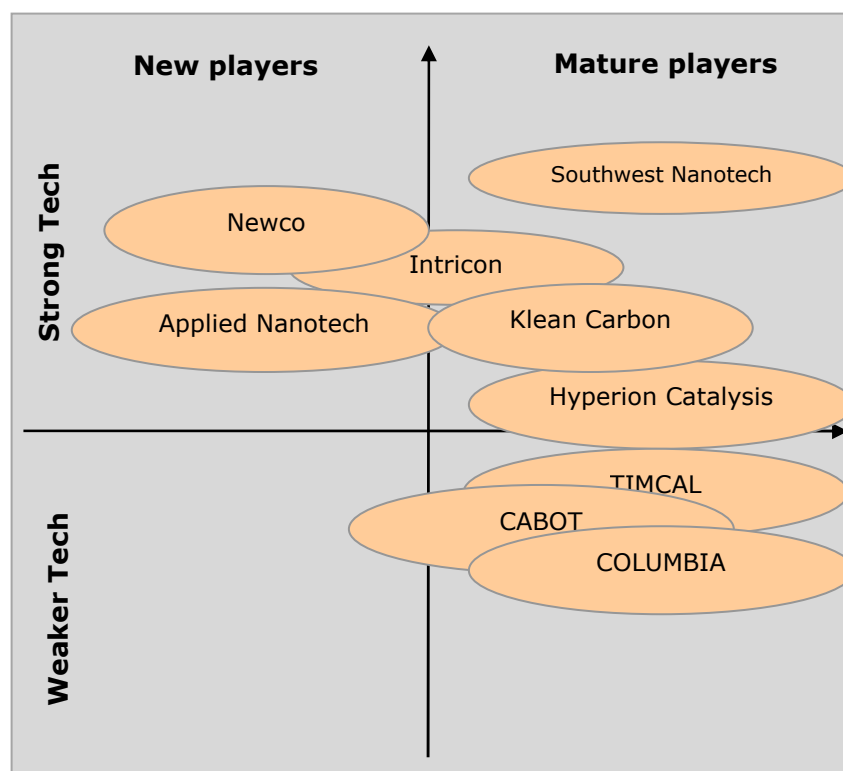 New players
Mature players
Strong Tech
Southwest Nanotech
Newco
Intricon
Applied Nanotech
Klean Carbon
Hyperion Catalysis
Weaker Tech
TIMCAL
CABOT
COLUMBIA